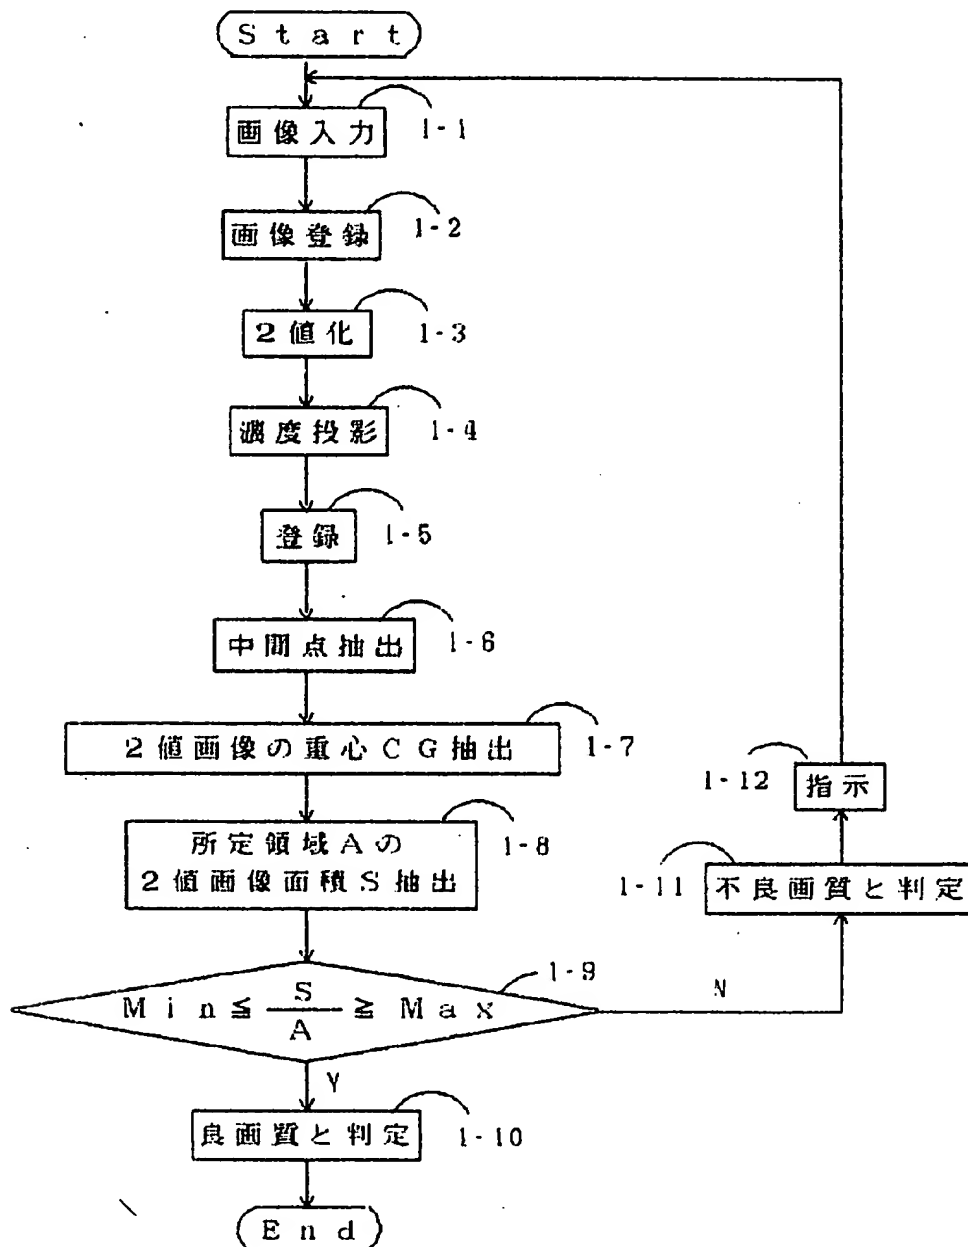 Start
画像入力
1-1
画像登録
1-2
2値化
1-3
濃度投影
1-4
登録
1-5
中間点抽出
1-6
2値画像の重心CG抽出
1-7
所定領域Aの
2値画像面積S抽出
1-8
Min≦S/A≧Max
1-9
N
Y
良画質と判定
1-10
不良画質と判定
1-11
指示
1-12
End